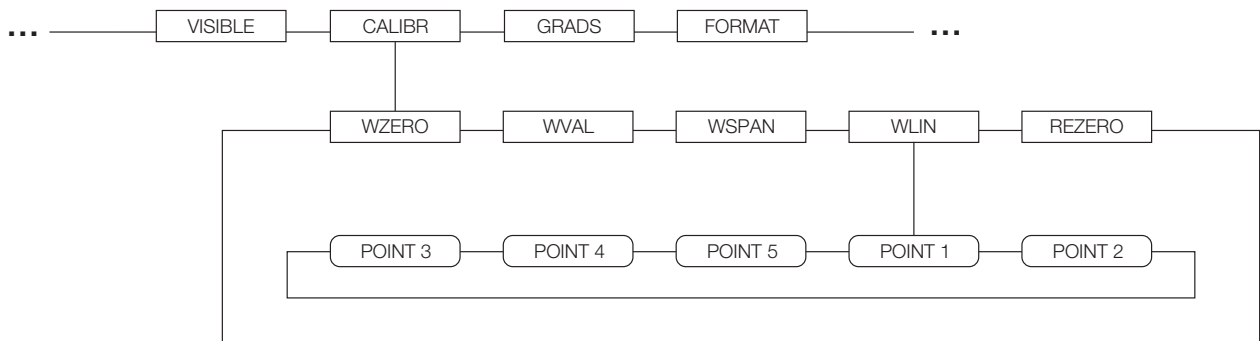 ... VISIBLE CALIBR GRADS FORMAT ...
WZERO WVAL WSPAN WLIN REZERO
POINT 3 POINT 4 POINT 5 POINT 1 POINT 2